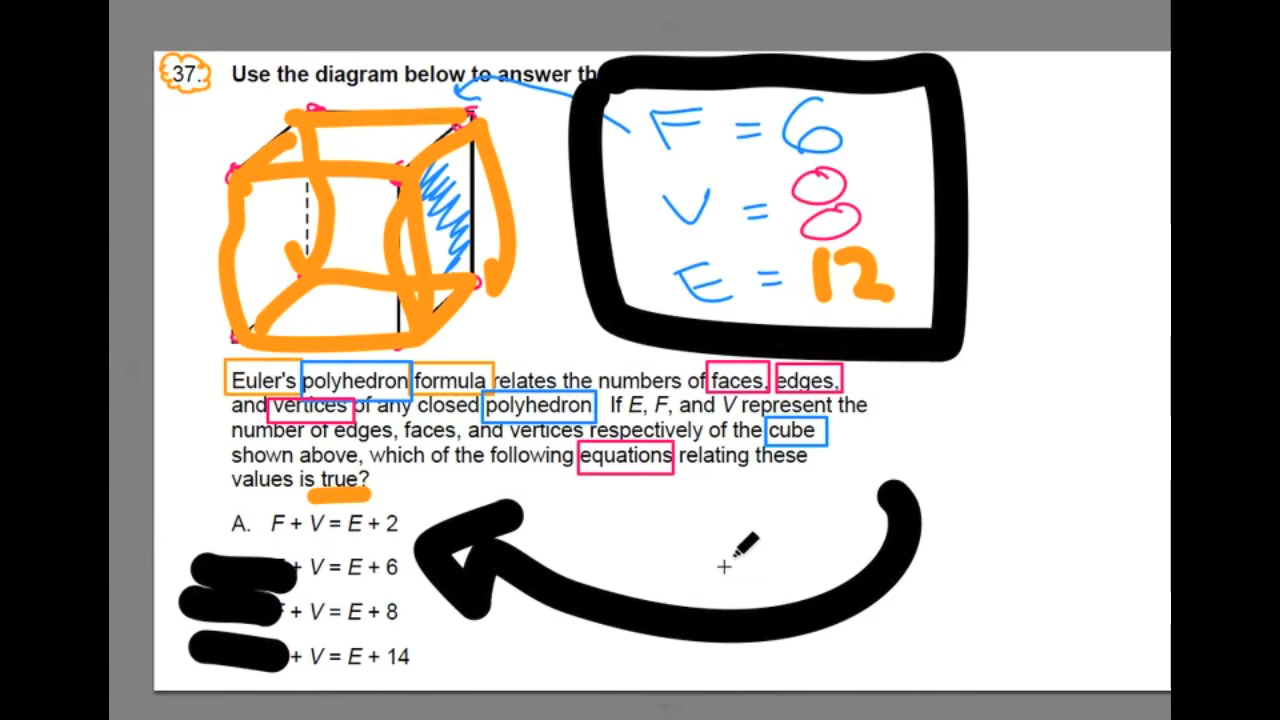 37. Use the diagram below to answer th
F = 6
V = 8
E = 12
Euler's polyhedron formula relates the numbers of faces, edges,
and vertices of any closed polyhedron If E, F, and V represent the
number of edges, faces, and vertices respectively of the cube
shown above, which of the following equations relating these
values is true?
A. F + V = E + 2
+ V = E + 6
+ V = E + 8
+ V = E + 14